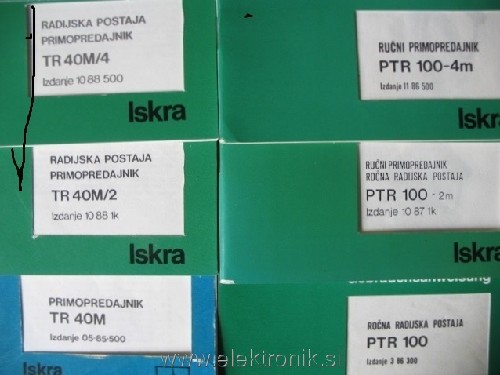 RADIJSKA POSTAJA
PRIMOPREDAJNIK
TR 40M/4
Izdanje 10 88 500
Iskra
RUČNI PRIMOPREDAJNIK
PTR 100-4m
Izdanje 11 86 500
Iskra
RADIJSKA POSTAJA
PRIMOPREDAJNIK
TR 40M/2
Izdanje 10 88 1k
Iskra
RUČNI PRIMOPREDAJNIK
ROČNA RADIJSKA POSTAJA
PTR 100 - 2m
Izdanje 10 87 1k
Iskra
PRIMOPREDAJNIK
TR 40M
Izdanje 05-85-500
Iskra
Gebrauchsanweisung
ROČNA RADIJSKA POSTAJA
PTR 100
Izdanje 3 86 300
www.elektronik.s